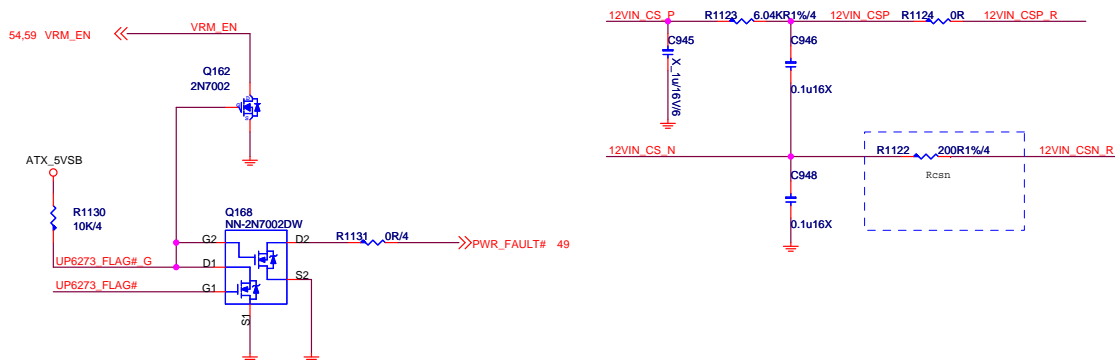 VRM_EN
54,59 VRM_EN
Q162
2N7002
ATX_5VSB
R1130
10K/4
Q168
NN-2N7002DW
G2
D2
R1131 0R/4
PWR_FAULT# 49
UP6273_FLAG#_G
D1
S2
UP6273_FLAG#
G1
S1
12VIN_CS_P
R1123 6.04KR1%/4
12VIN_CSP
R1124 0R
12VIN_CSP_R
C945
X_1u/16V/6
C946
0.1u16X
12VIN_CS_N
R1122 200R1%/4
12VIN_CSN_R
Rcsn
C948
0.1u16X